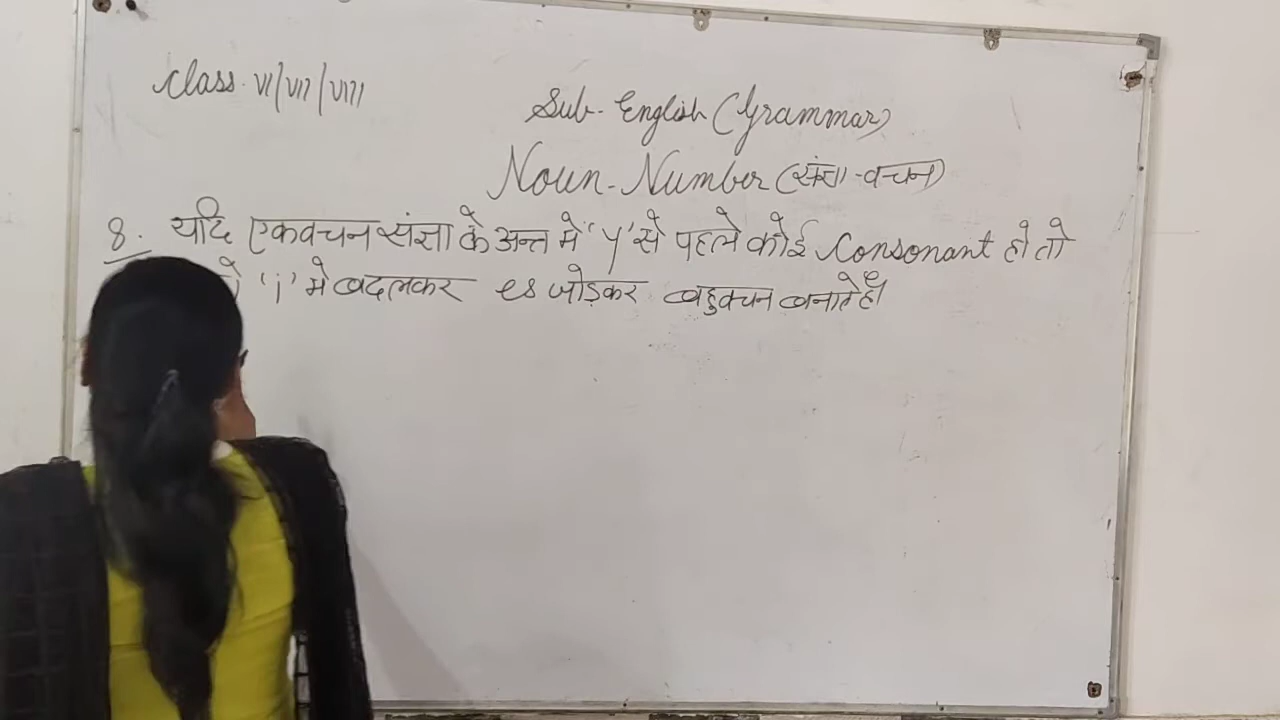 class. VI/VII/VIII
Sub- English (Grammar)
Noun-Number (संज्ञा-वचन)
8. यदि एकवचन संज्ञा के अन्त में 'y' से पहले कोई consonant हो तो
'i' मे बदलकर es जोड़कर बहुवचन बनाते हैं।